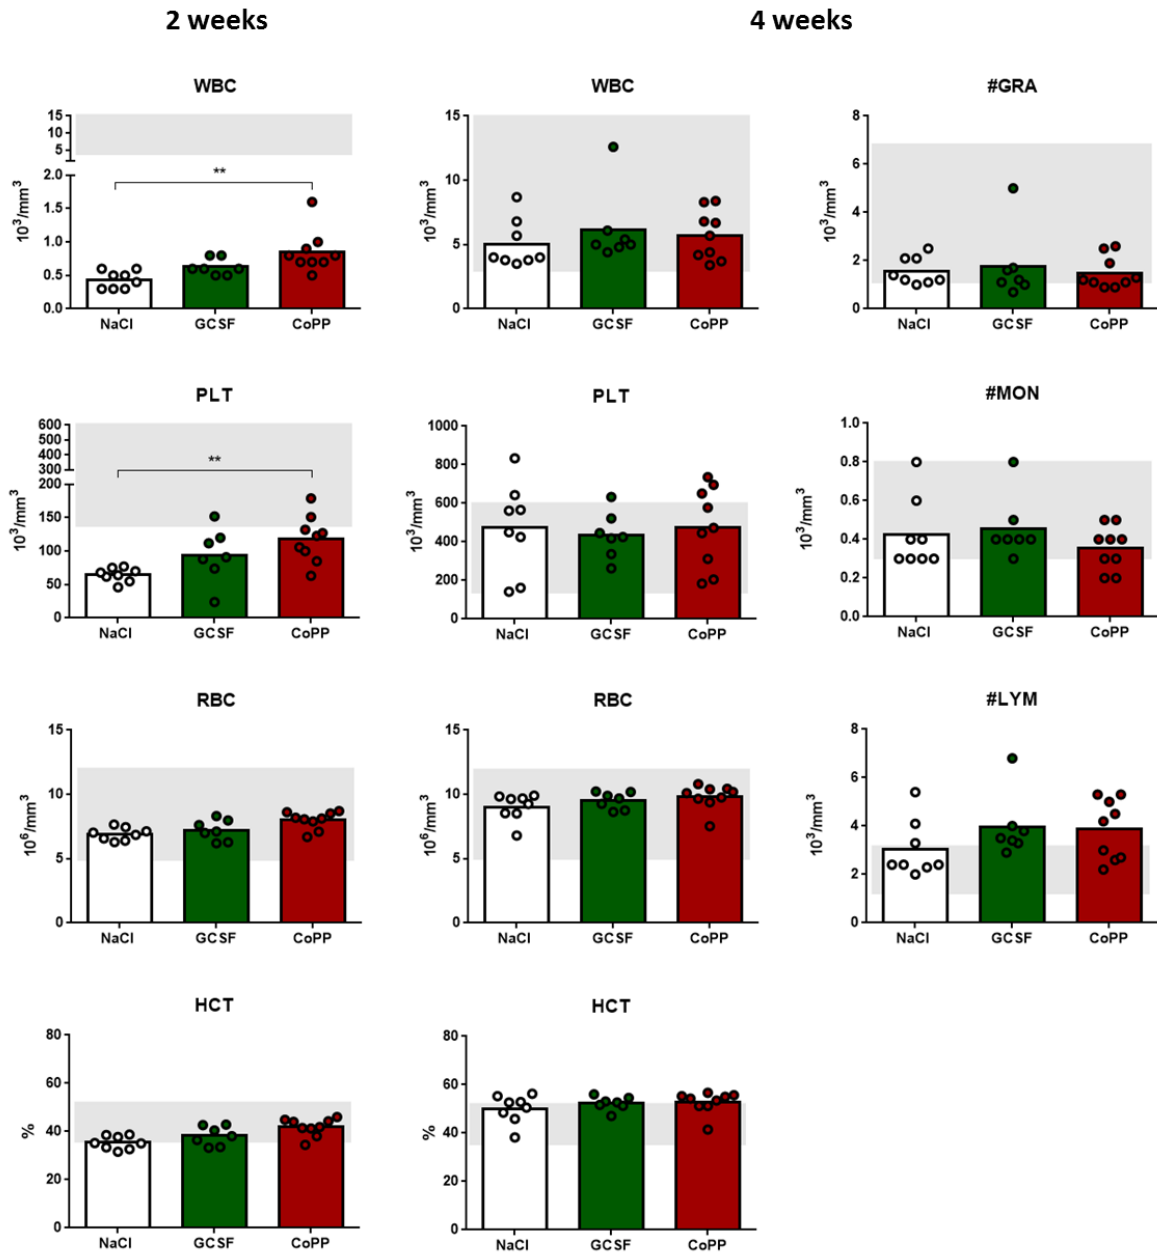 2 weeks
4 weeks
WBC
15
10
5
2.0
1.5
1.0
0.5
0.0
10³/mm³
**
NaCl
GCSF
CoPP
WBC
15
10
5
0
10³/mm³
NaCl
GCSF
CoPP
#GRA
8
6
4
2
0
10³/mm³
NaCl
GCSF
CoPP
PLT
600
500
400
300
200
150
100
50
0
10³/mm³
**
NaCl
GCSF
CoPP
PLT
1000
800
600
400
200
0
10³/mm³
NaCl
GCSF
CoPP
#MON
1.0
0.8
0.6
0.4
0.2
0.0
10³/mm³
NaCl
GCSF
CoPP
RBC
15
10
5
0
10⁶/mm³
NaCl
GCSF
CoPP
RBC
15
10
5
0
10⁶/mm³
NaCl
GCSF
CoPP
#LYM
8
6
4
2
0
10³/mm³
NaCl
GCSF
CoPP
HCT
80
60
40
20
0
%
NaCl
GCSF
CoPP
HCT
80
60
40
20
0
%
NaCl
GCSF
CoPP